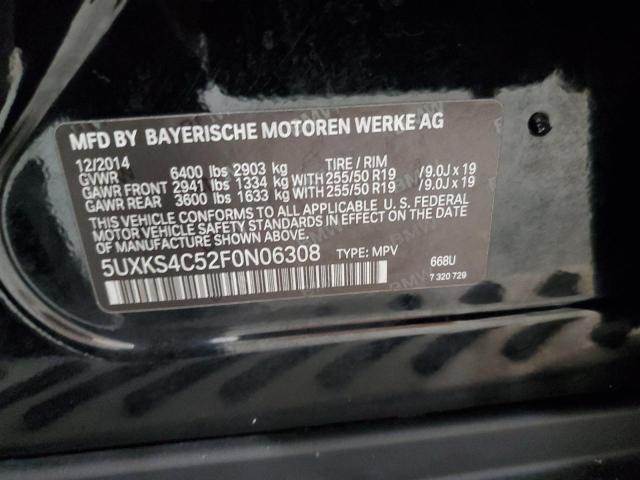 MFD BY BAYERISCHE MOTOREN WERKE AG
12/2014
GVWR 6400 lbs 2903 kg TIRE / RIM
GAWR FRONT 2941 lbs 1334 kg WITH 255/50 R19 /9.0J x 19
GAWR REAR 3600 lbs 1633 kg WITH 255/50 R19 /9.0J x 19
THIS VEHICLE CONFORMS TO ALL APPLICABLE U. S. FEDERAL
MOTOR VEHICLE SAFETY STANDARDS IN EFFECT ON THE DATE
OF MANUFACTURE SHOWN ABOVE.
5UXKS4C52F0N06308 TYPE: MPV 668U
7 320 729